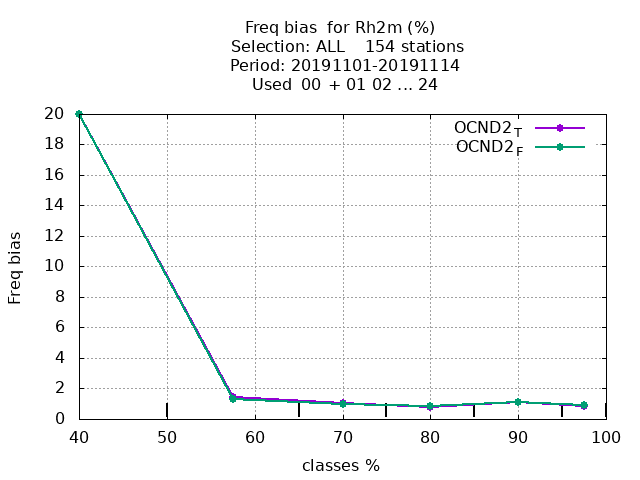 Freq bias  for Rh2m (%)
Selection: ALL    154 stations
Period: 20191101-20191114
Used  00 + 01 02 ... 24
OCND2T
OCND2F
20
18
16
14
12
10
8
6
4
2
0
Freq bias
40 50 60 70 80 90 100
classes %